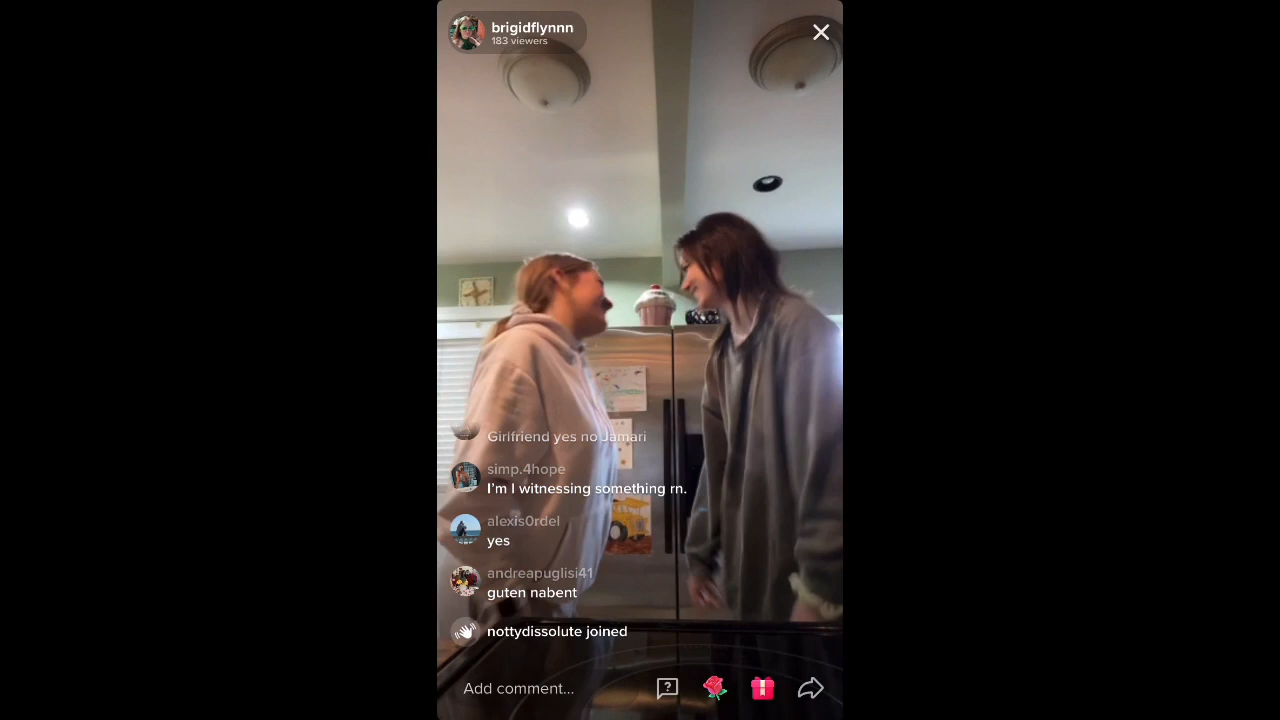 brigidflynnn
183 viewers
Girlfriend yes no Jamari
simp.4hope
I'm I witnessing something rn.
alexis0rdel
yes
andreapuglisi41
guten nabent
nottydissolute joined
Add comment...